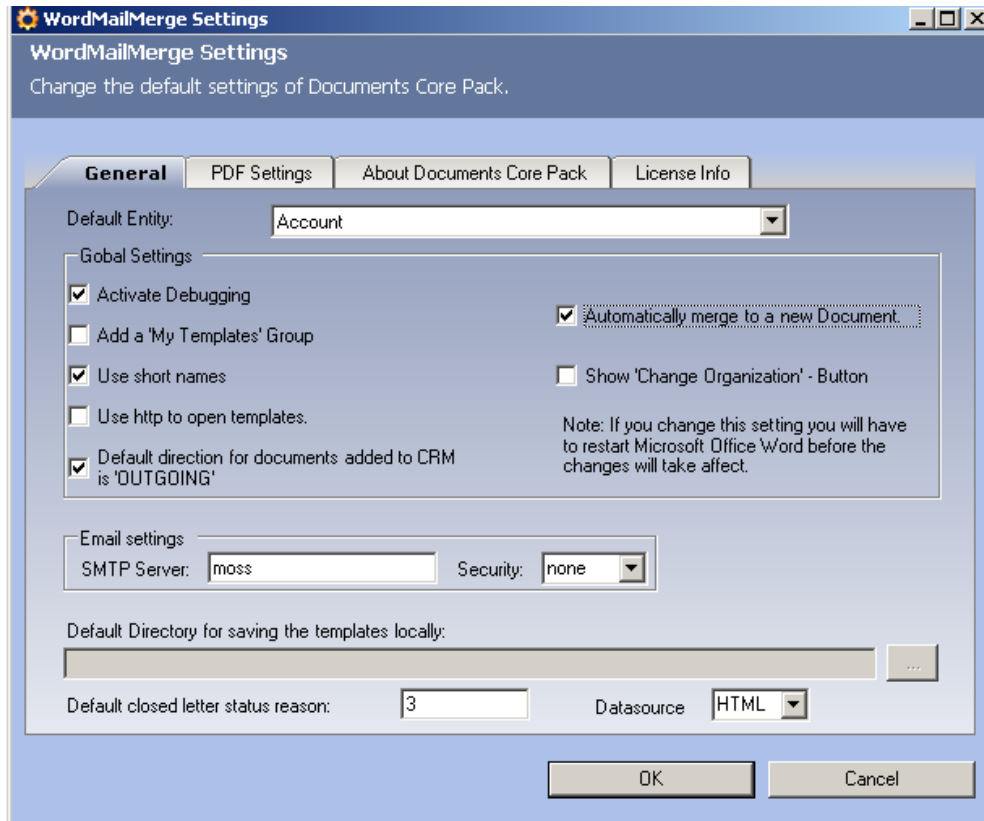 WordMailMerge Settings
WordMailMerge Settings
Change the default settings of Documents Core Pack.
General
PDF Settings
About Documents Core Pack
License Info
Default Entity:
Account
Gobal Settings
Activate Debugging
Add a 'My Templates' Group
Use short names
Use http to open templates.
Default direction for documents added to CRM
is 'OUTGOING'
Automatically merge to a new Document.
Show 'Change Organization' - Button
Note: If you change this setting you will have
to restart Microsoft Office Word before the
changes will take affect.
Email settings
SMTP Server:
moss
Security:
none
Default Directory for saving the templates locally:
...
Default closed letter status reason:
3
Datasource
HTML
OK
Cancel